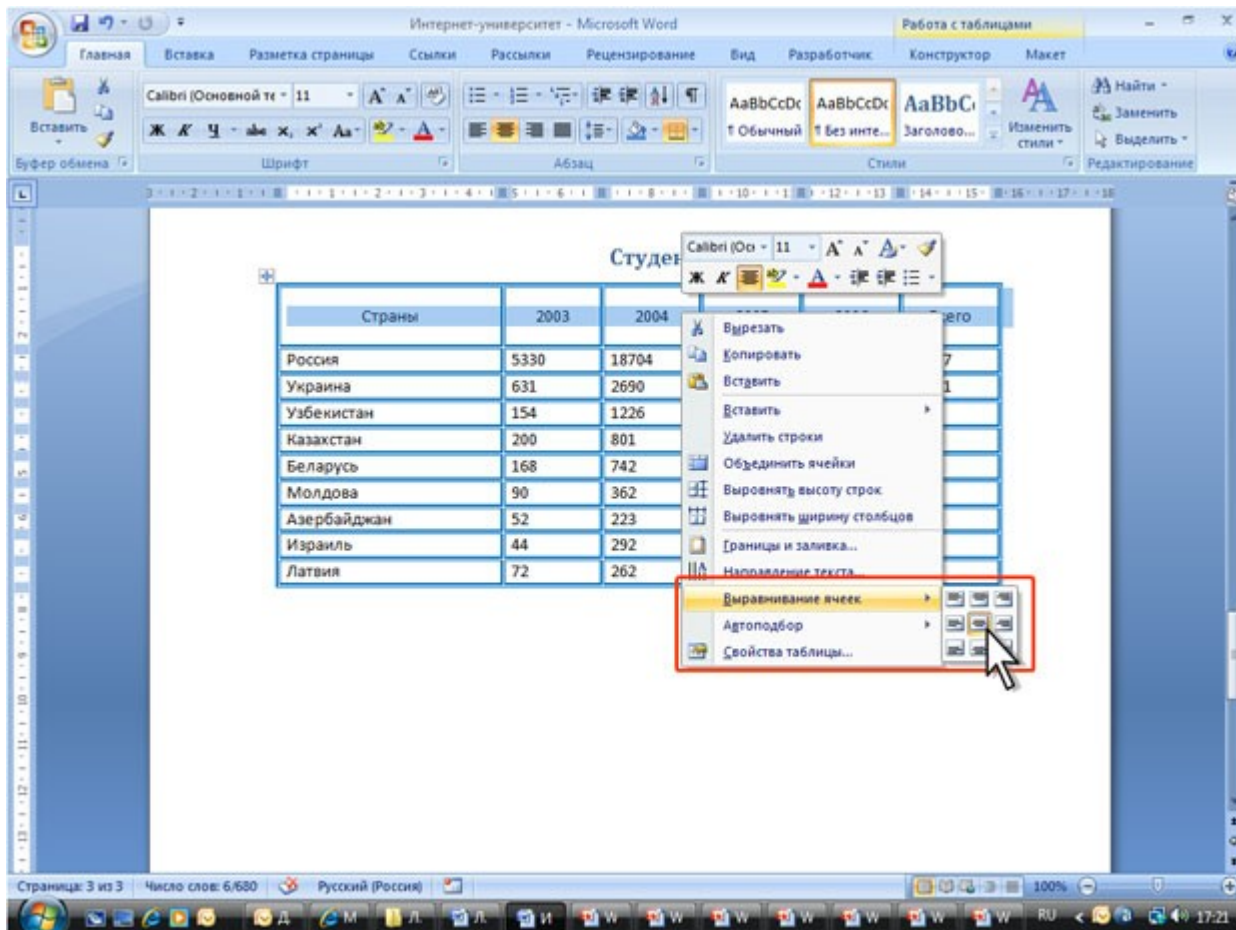 Интернет-университет - Microsoft Word
Работа с таблицами
Главная Вставка Разметка страницы Ссылки Рассылки Рецензирование Вид Разработчик Конструктор Макет
Calibri (Основной те 11
AaBbCcDc AaBbCcDc AaBbCc
Найти
Заменить
Выделить
Вставить
Ж К Ч abe x, x² Aa
¶ Обычный ¶ Без инте... Заголово...
Изменить стили
Буфер обмена Шрифт Абзац Стили Редактирование
Calibri (Осн 11
Ж К
Страны 2003 2004
Россия 5330 18704
Украина 631 2690
Узбекистан 154 1226
Казахстан 200 801
Беларусь 168 742
Молдова 90 362
Азербайджан 52 223
Израиль 44 292
Латвия 72 262
Вырезать
Копировать
Вставить
Вставить
Удалить строки
Объединить ячейки
Выровнять высоту строк
Выровнять ширину столбцов
Границы и заливка...
Направление текста...
Выравнивание ячеек
Автоподбор
Свойства таблицы...
Страница: 3 из 3 Число слов: 6/680 Русский (Россия) 100%
RU 17:21